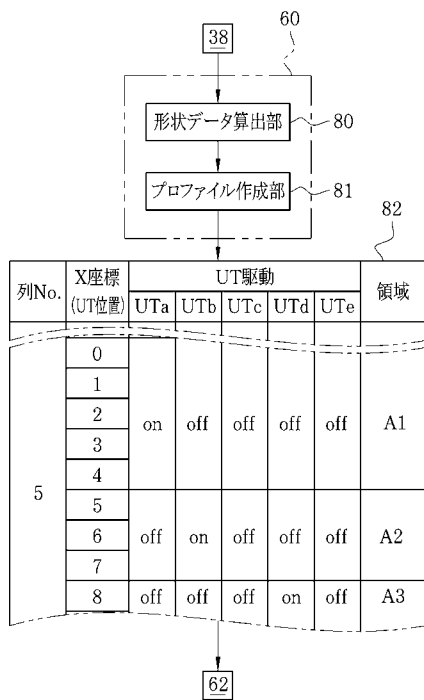 38
60
形状データ算出部
80
プロファイル作成部
81
82
列No. X座標 (UT位置) UT駆動 領域
UTa UTb UTc UTd UTe
0
1
2 on off off off off A1
3
4
5
5
6 off on off off off A2
7
8 off off off on off A3
62